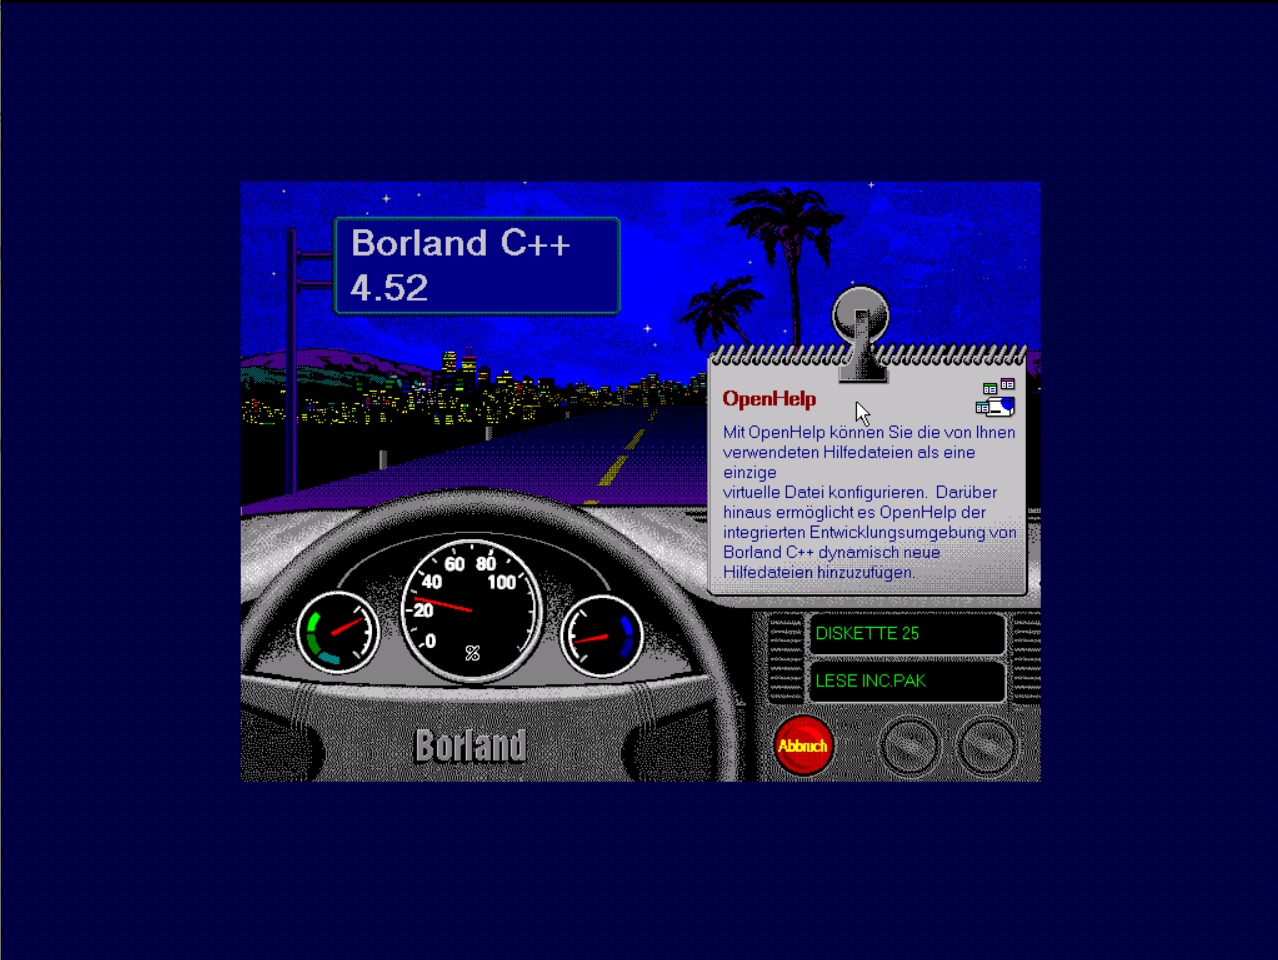 Borland C++
4.52
OpenHelp
Mit OpenHelp können Sie die von Ihnen
verwendeten Hilfedateien als eine
einzige
virtuelle Datei konfigurieren. Darüber
hinaus ermöglicht es OpenHelp der
integrierten Entwicklungsumgebung von
Borland C++ dynamisch neue
Hilfedateien hinzuzufügen.
60 80
40 100
20
0
%
DISKETTE 25
LESE INC.PAK
Abbruch
Borland